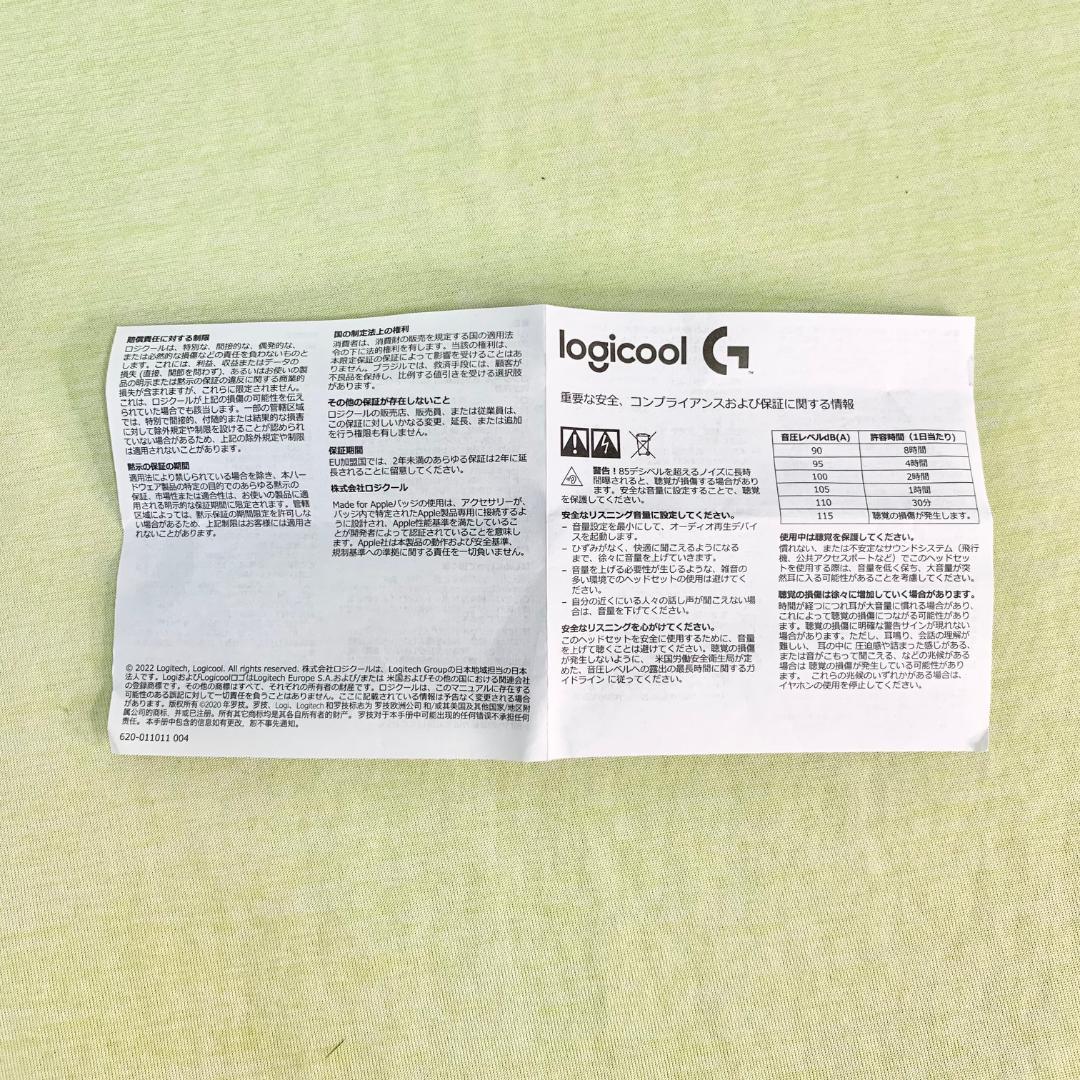 賠償責任に対する制限
ロジクールは、特別な、間接的な、偶発的な、
または必然的な損傷などの責任を負わないものと
します。これには、利益、収益またはデータの
損失 (直接、間接を問わず)、あるいはお使いの製
品の明示または黙示の保証の違反に関する商業的
損失が含まれますが、これらに限定されません。
これは、ロジクールが上記の損傷の可能性を伝え
られていた場合でも該当します。一部の管轄区域
では、特別で間接的、付随的または結果的な損害
に対して除外規定や制限を設けることが認められ
ていない場合があるため、上記の除外規定や制限
は適用されないことがあります。
黙示の保証の期間
適用法により禁じられている場合を除き、本ハー
ドウェア製品の特定の目的でのあらゆる黙示の
保証、市場性または適合性は、お使いの製品に適
用される明示的な保証期間に限定されます。管轄
区域によっては、黙示保証の期間限定を許可しな
い場合があるため、上記制限はお客様には適用さ
れないことがあります。
国の制定法上の権利
消費者は、消費財の販売を規定する国の適用法
令の下に法的権利を有します。当該の権利は、
本限定保証の保証によって影響を受けることはあ
りません。ブラジルでは、救済手段には、顧客が
不良品を保持し、比例する値引きを受ける選択肢
があります。
その他の保証が存在しないこと
ロジクールの販売店、販売員、または従業員は、
この保証に対しいかなる変更、延長、または追加
を行う権限も有しません。
保証期間
EU加盟国では、2年未満のあらゆる保証は2年に延
長されることに留意してください。
株式会社ロジクール
Made for Appleバッジの使用は、アクセサリーが、
バッジ内で特定されたApple製品専用に接続するよ
うに設計され、Apple性能基準を満たしているこ
とが開発者によって認証されていることを意味し
ます。Apple社は本製品の動作および安全基準、
規制基準への準拠に関する責任を一切負いません。
© 2022 Logitech, Logicool. All rights reserved. 株式会社ロジクールは、Logitech Groupの日本地域担当の日本
法人です。LogiおよびLogicoolロゴはLogitech Europe S.A.および/または 米国およびその他の国における関連会社
の登録商標です。その他の商標はすべて、それぞれの所有者の財産です。ロジクールは、このマニュアルに存在する
可能性のある誤記に対して一切責任を負うことはありません。ここに記載されている情報は予告なく変更される場合
があります。版权所有 ©2020 年罗技。罗技、Logi、Logitech 和罗技标志为 罗技欧洲公司 和/或其美国及其他国家/地区附
属公司的商标，并或已注册。所有其它商标均是其各自所有者的财产。 罗技对于本手册中可能出现的任何错误不承担任何
责任。 本手册中包含的信息如有更改，恕不事先通知。
620-011011 004
logicool G
重要な安全、コンプライアンスおよび保証に関する情報
警告！85デシベルを超えるノイズに長時
間曝されると、聴覚が損傷する場合があり
ます。安全な音量に設定することで、聴覚
を保護してください。
安全なリスニング音量に設定してください。
– 音量設定を最小にして、オーディオ再生デバイ
スを起動します。
– ひずみがなく、快適に聞こえるようになる
まで、徐々に音量を上げていきます。
– 音量を上げる必要性が生じるような、雑音の
多い環境でのヘッドセットの使用は避けてく
ださい。
– 自分の近くにいる人々の話し声が聞こえない場
合は、音量を下げてください。
安全なリスニングを心がけてください。
このヘッドセットを安全に使用するために、音量
を上げて聴くことは避けてください。聴覚の損傷
が発生しないように、 米国労働安全衛生局が定
めた、音圧レベルへの露出の最長時間に関するガ
イドライン に従ってください。
音圧レベルdB(A) 許容時間（1日当たり）
90 8時間
95 4時間
100 2時間
105 1時間
110 30分
115 聴覚の損傷が発生します。
使用中は聴覚を保護してください。
慣れない、または不安定なサウンドシステム（飛行
機、公共アクセスポートなど）でこのヘッドセッ
トを使用する際は、音量を低く保ち、大音量が突
然耳に入る可能性があることを考慮してください。
聴覚の損傷は徐々に増加していく場合があります。
時間が経つにつれ耳が大音量に慣れる場合があり、
これによって聴覚の損傷につながる可能性があり
ます。聴覚の損傷に明確な警告サインが現れない
場合があります。ただし、耳鳴り、会話の理解が
難しい、 耳の中に 圧迫感や詰まった感じがある、
または音がこもって聞こえる、などの兆候がある
場合は 聴覚の損傷が発生している可能性があり
ます。 これらの兆候のいずれかがある場合は、
イヤホンの使用を停止してください。